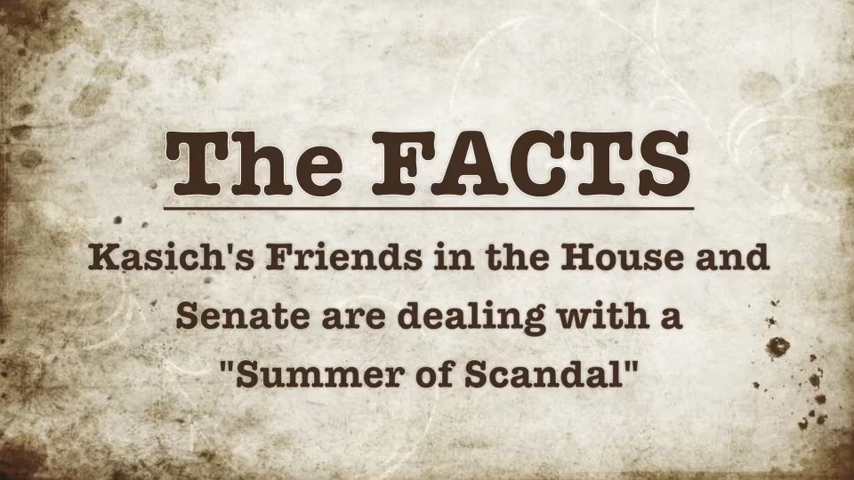 The FACTS
Kasich's Friends in the House and
Senate are dealing with a
"Summer of Scandal"